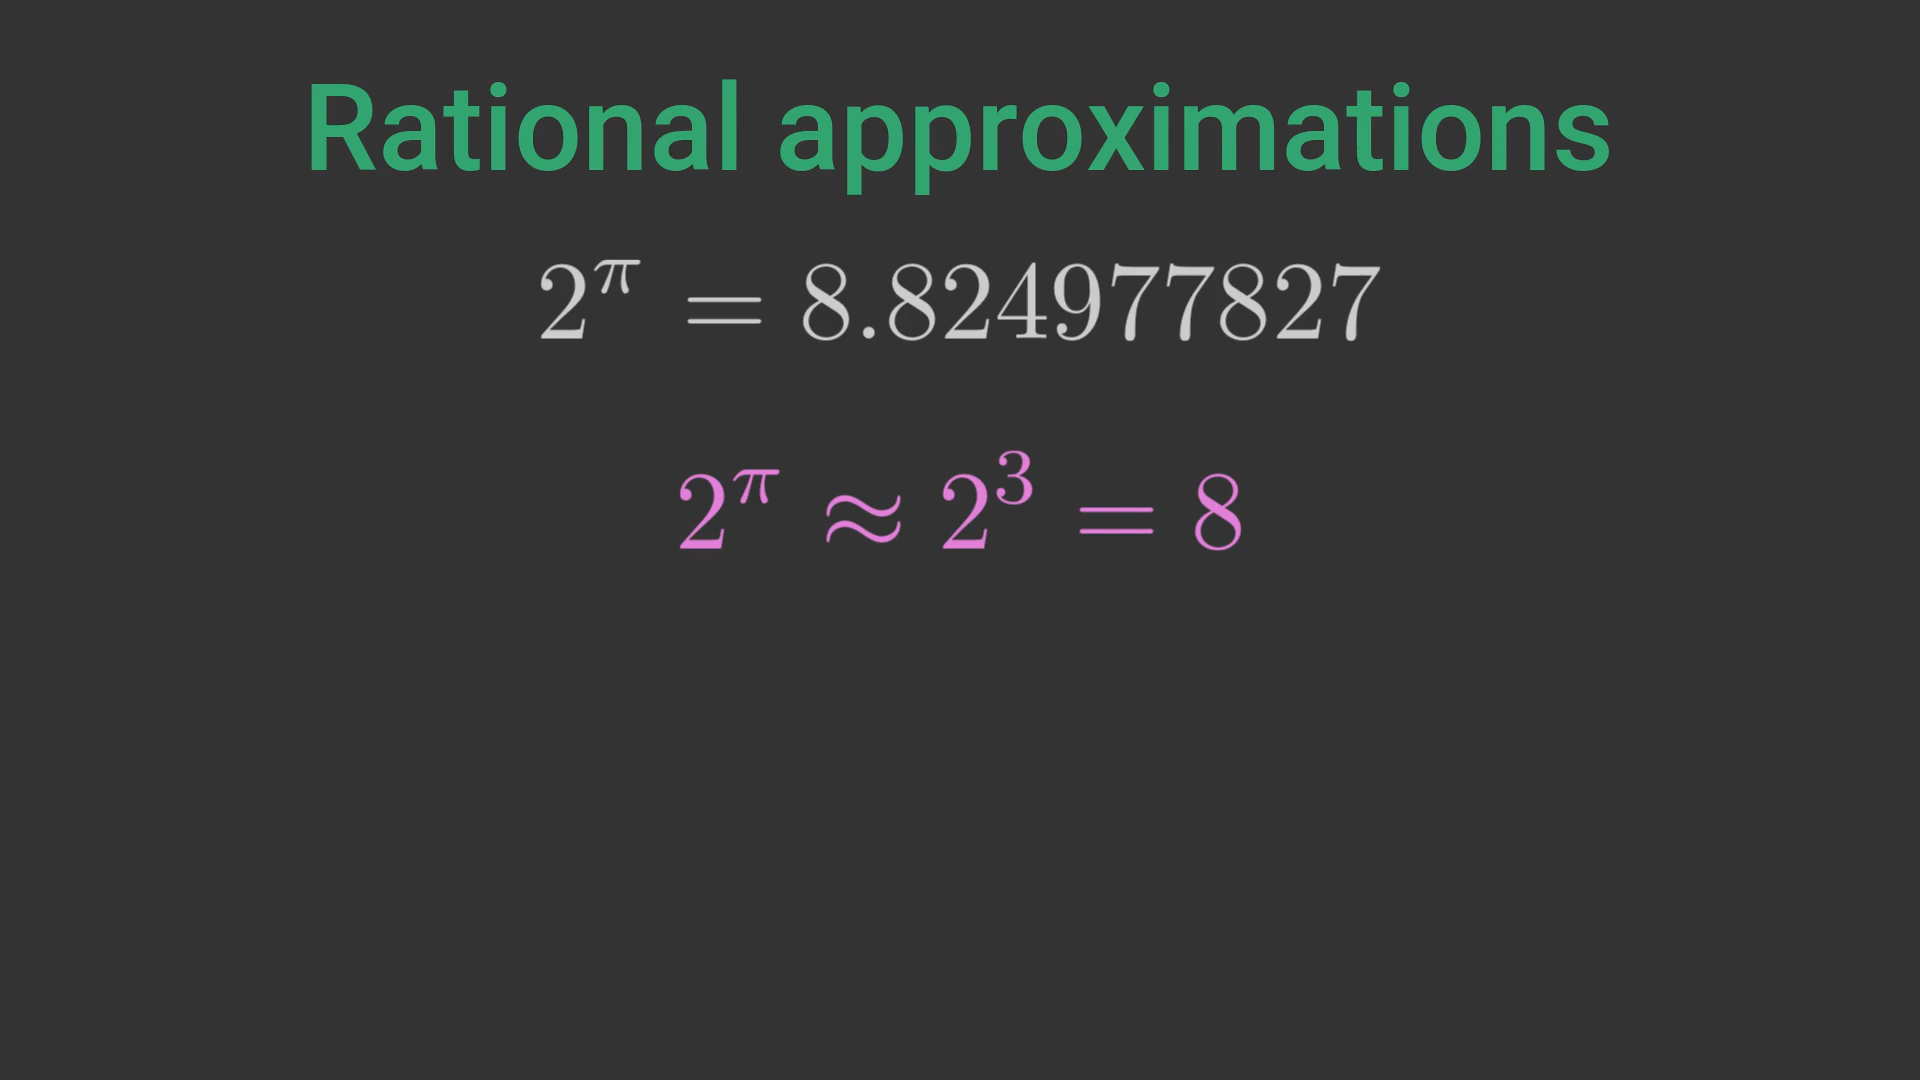 Rational approximations
2^π = 8.824977827
2^π ≈ 2^3 = 8